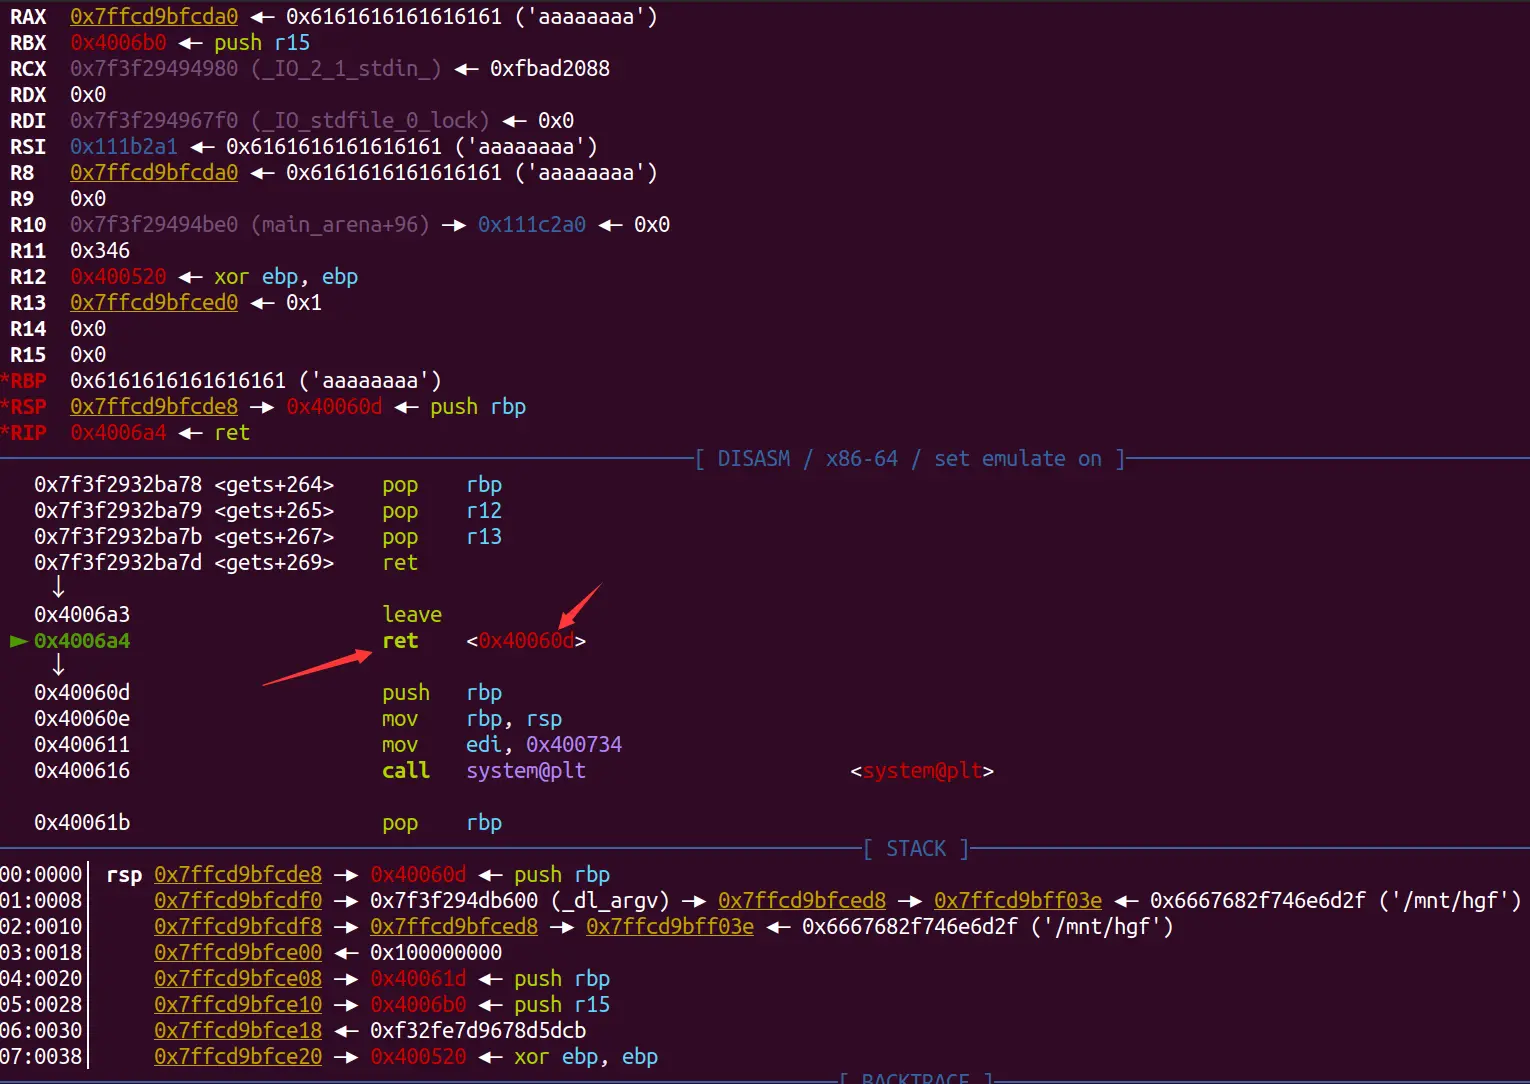 RAX 0x7ffcd9bfcda0 ◂— 0x6161616161616161 ('aaaaaaaa')
RBX 0x4006b0 ◂— push r15
RCX 0x7f3f29494980 (_IO_2_1_stdin_) ◂— 0xfbad2088
RDX 0x0
RDI 0x7f3f294967f0 (_IO_stdfile_0_lock) ◂— 0x0
RSI 0x111b2a1 ◂— 0x6161616161616161 ('aaaaaaaa')
R8 0x7ffcd9bfcda0 ◂— 0x6161616161616161 ('aaaaaaaa')
R9 0x0
R10 0x7f3f29494be0 (main_arena+96) —▸ 0x111c2a0 ◂— 0x0
R11 0x346
R12 0x400520 ◂— xor ebp, ebp
R13 0x7ffcd9bfced0 ◂— 0x1
R14 0x0
R15 0x0
*RBP 0x6161616161616161 ('aaaaaaaa')
*RSP 0x7ffcd9bfcde8 —▸ 0x40060d ◂— push rbp
*RIP 0x4006a4 ◂— ret
[ DISASM / x86-64 / set emulate on ]
0x7f3f2932ba78 <gets+264> pop rbp
0x7f3f2932ba79 <gets+265> pop r12
0x7f3f2932ba7b <gets+267> pop r13
0x7f3f2932ba7d <gets+269> ret
↓
0x4006a3 leave
► 0x4006a4 ret <0x40060d>
↓
0x40060d push rbp
0x40060e mov rbp, rsp
0x400611 mov edi, 0x400734
0x400616 call system@plt <system@plt>
0x40061b pop rbp
[ STACK ]
00:0000│ rsp 0x7ffcd9bfcde8 —▸ 0x40060d ◂— push rbp
01:0008│ 0x7ffcd9bfcdf0 —▸ 0x7f3f294db600 (_dl_argv) —▸ 0x7ffcd9bfced8 —▸ 0x7ffcd9bff03e ◂— 0x6667682f746e6d2f ('/mnt/hgf')
02:0010│ 0x7ffcd9bfcdf8 —▸ 0x7ffcd9bfced8 —▸ 0x7ffcd9bff03e ◂— 0x6667682f746e6d2f ('/mnt/hgf')
03:0018│ 0x7ffcd9bfce00 ◂— 0x100000000
04:0020│ 0x7ffcd9bfce08 —▸ 0x40061d ◂— push rbp
05:0028│ 0x7ffcd9bfce10 —▸ 0x4006b0 ◂— push r15
06:0030│ 0x7ffcd9bfce18 ◂— 0xf32fe7d9678d5dcb
07:0038│ 0x7ffcd9bfce20 —▸ 0x400520 ◂— xor ebp, ebp
[ BACKTRACE ]